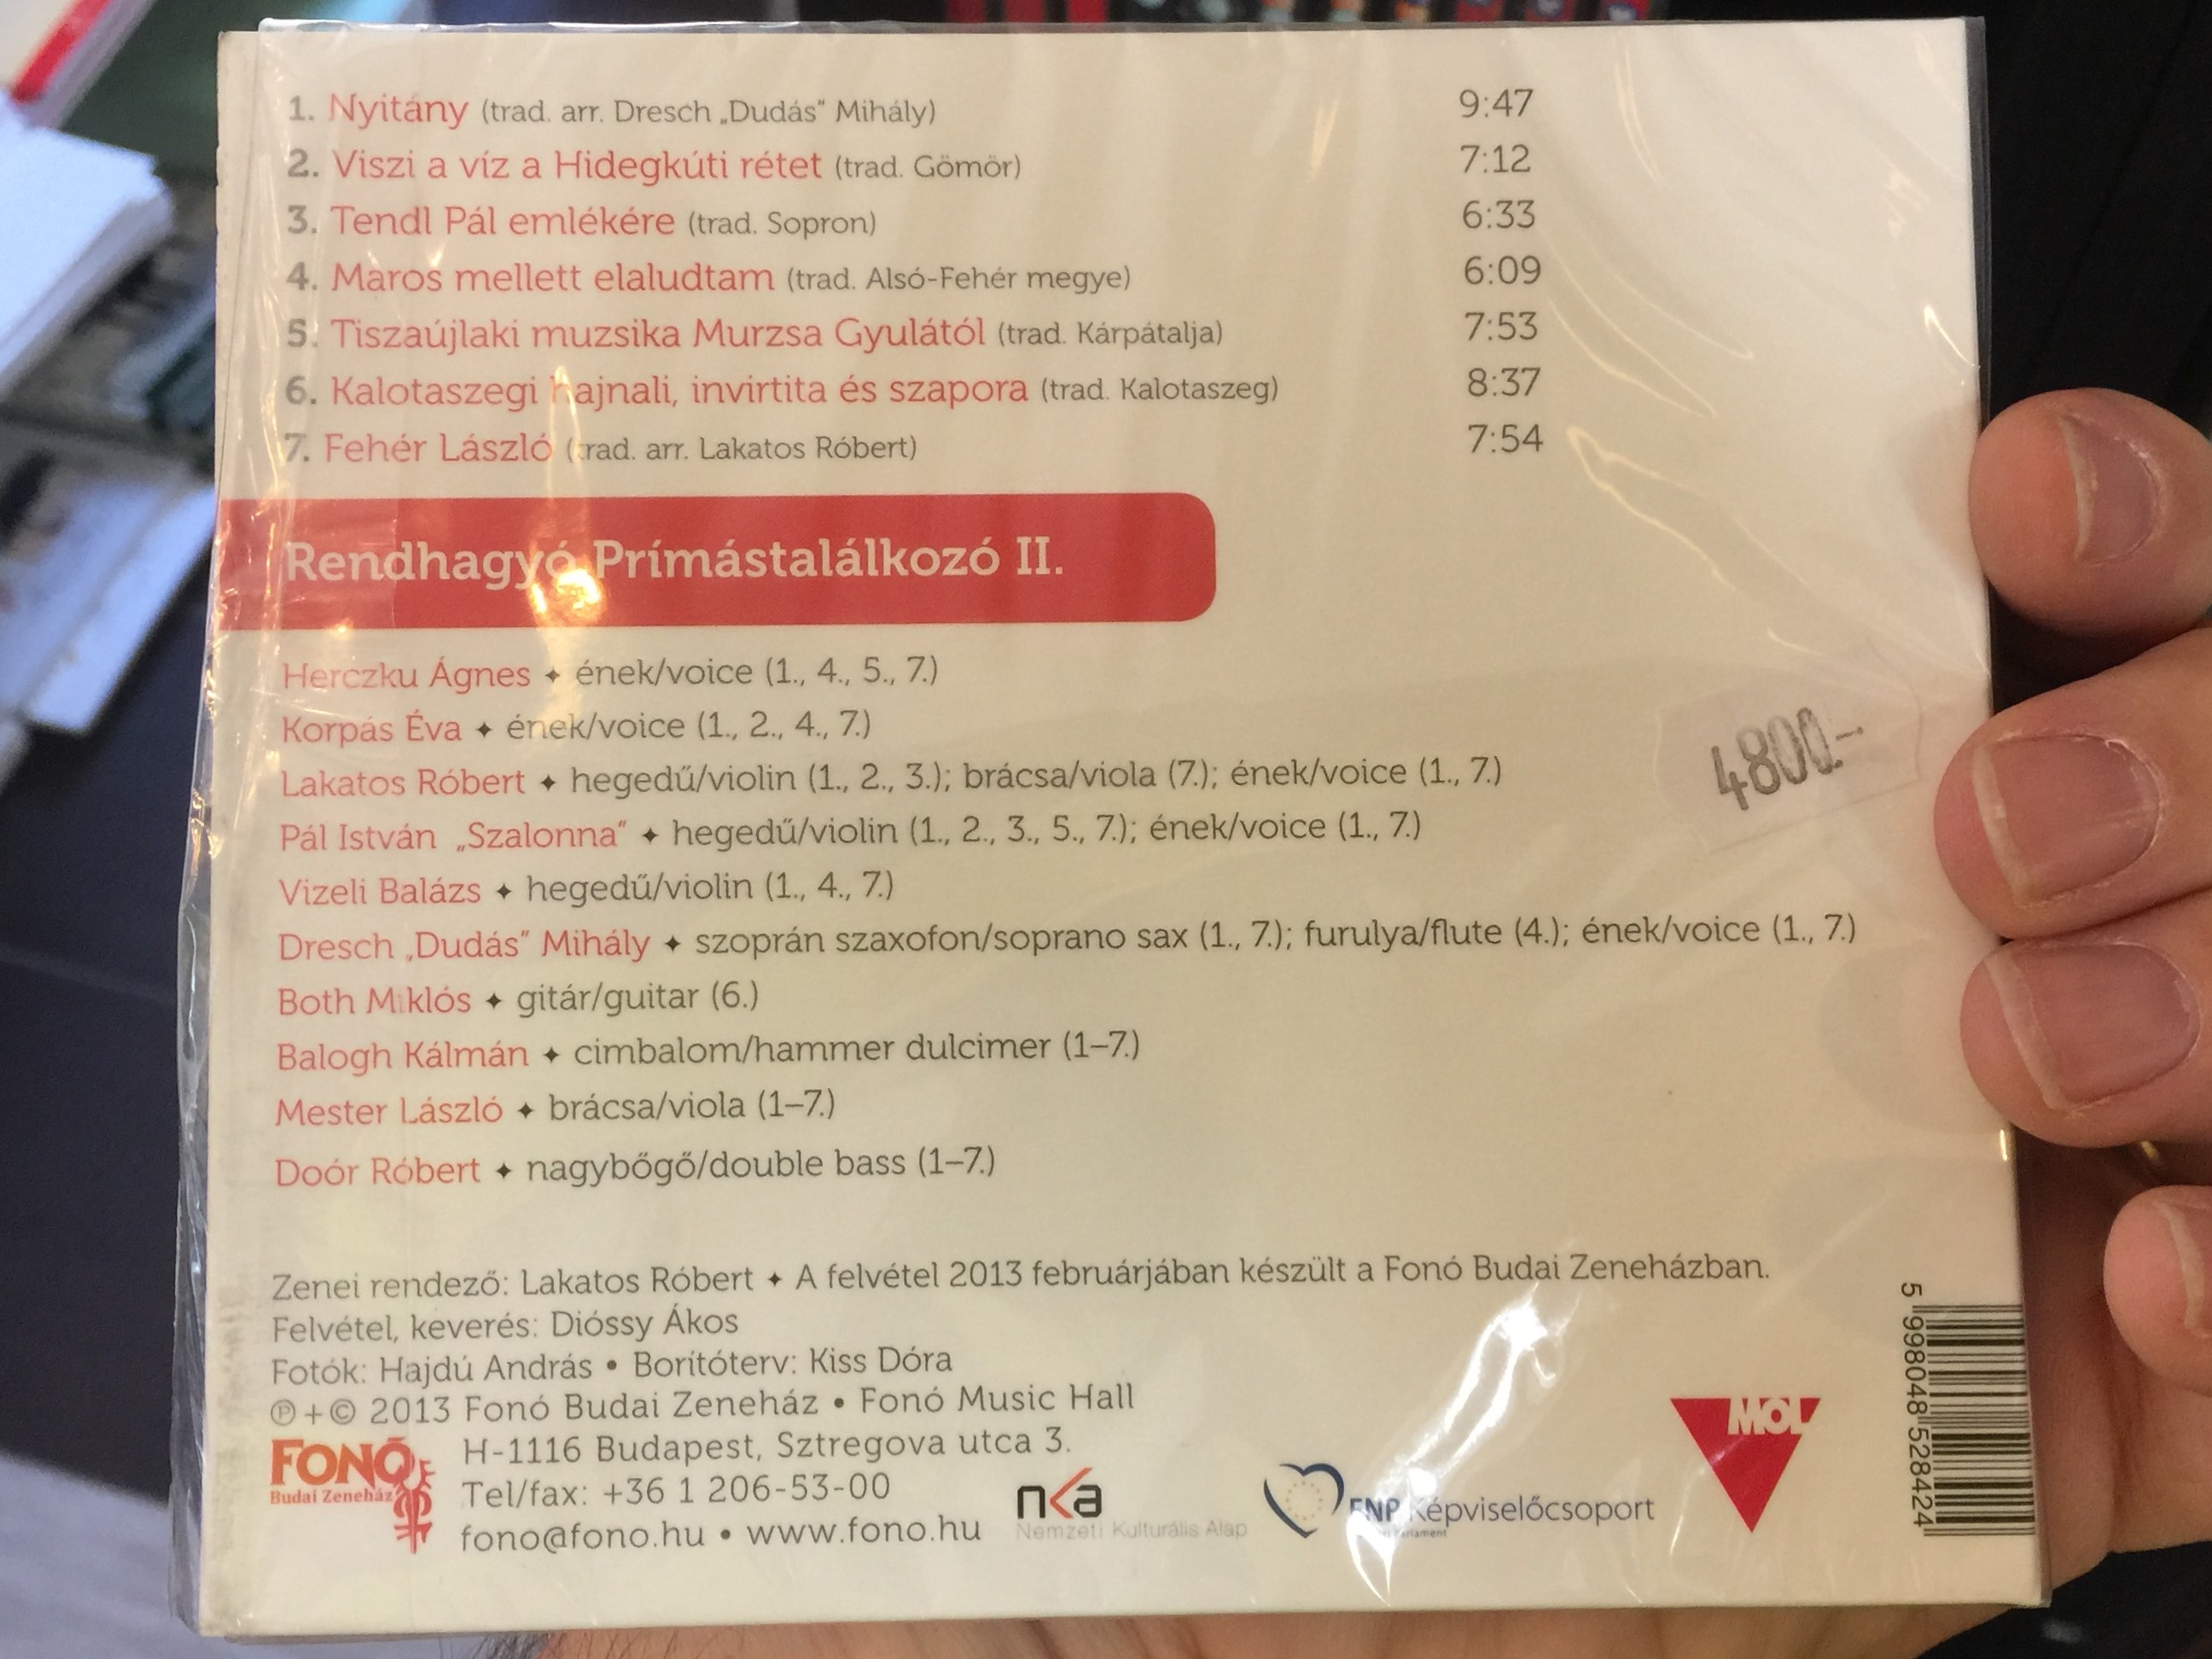 1. Nyitány (trad. arr. Dresch „Dudás” Mihály) 9:47
2. Viszi a víz a Hidegkúti rétet (trad. Gömör) 7:12
3. Tendl Pál emlékére (trad. Sopron) 6:33
4. Maros mellett elaludtam (trad. Alsó-Fehér megye) 6:09
5. Tiszaújlaki muzsika Murzsa Gyulától (trad. Kárpátalja) 7:53
6. Kalotaszegi hajnali, invirtita és szapora (trad. Kalotaszeg) 8:37
7. Fehér László (trad. arr. Lakatos Róbert) 7:54
Rendhagyó Prímástalálkozó II.
Herczku Ágnes ✦ ének/voice (1., 4., 5., 7.)
Korpás Éva ✦ ének/voice (1., 2., 4., 7.)
Lakatos Róbert ✦ hegedű/violin (1., 2., 3.); brácsa/viola (7.); ének/voice (1., 7.)
Pál István „Szalonna” ✦ hegedű/violin (1., 2., 3., 5., 7.); ének/voice (1., 7.)
Vizeli Balázs ✦ hegedű/violin (1., 4., 7.)
Dresch „Dudás” Mihály ✦ szoprán szaxofon/soprano sax (1., 7.); furulya/flute (4.); ének/voice (1., 7.)
Both Miklós ✦ gitár/guitar (6.)
Balogh Kálmán ✦ cimbalom/hammer dulcimer (1–7.)
Mester László ✦ brácsa/viola (1–7.)
Doór Róbert ✦ nagybőgő/double bass (1–7.)
4800.-
Zenei rendező: Lakatos Róbert ✦ A felvétel 2013 februárjában készült a Fonó Budai Zeneházban.
Felvétel, keverés: Dióssy Ákos
Fotók: Hajdú András • Borítóterv: Kiss Dóra
℗+© 2013 Fonó Budai Zeneház • Fonó Music Hall
H-1116 Budapest, Sztregova utca 3.
Tel/fax: +36 1 206-53-00
fono@fono.hu • www.fono.hu
FONÓ
Budai Zeneház
nka
Nemzeti Kulturális Alap
ENP Képviselőcsoport
MOL
5 998048 528424